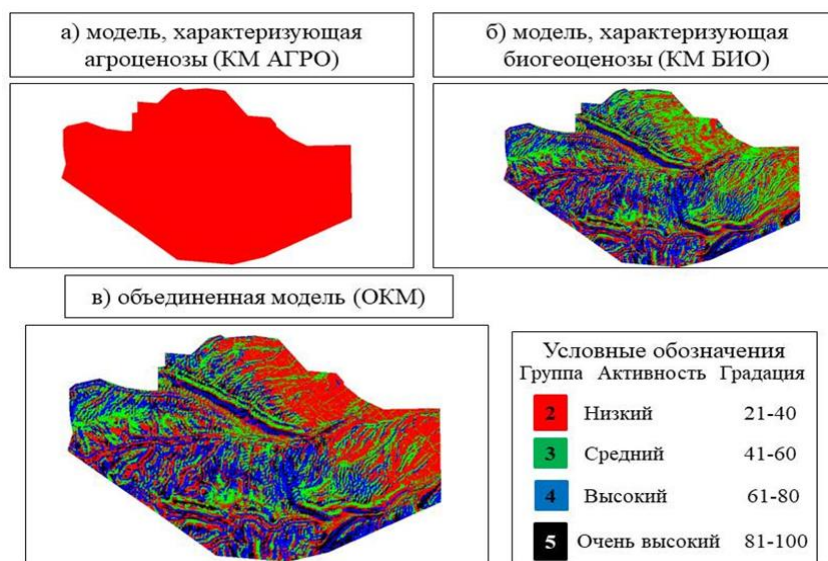 а) модель, характеризующая
агроценозы (КМ АГРО)
б) модель, характеризующая
биогеоценозы (КМ БИО)
в) объединенная модель (ОКМ)
Условные обозначения
Группа Активность Градация
2 Низкий 21-40
3 Средний 41-60
4 Высокий 61-80
5 Очень высокий 81-100